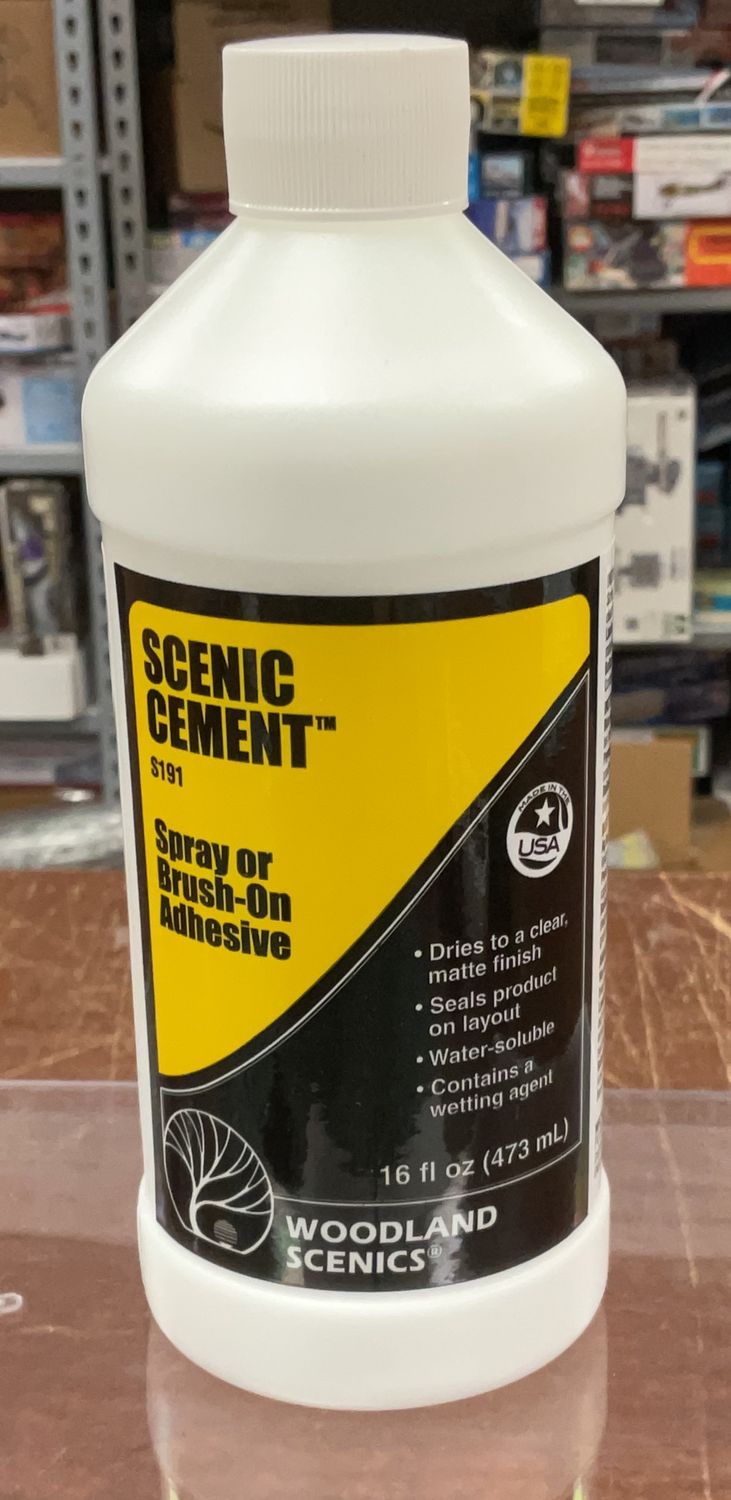 SCENIC
CEMENT™
S191
Spray or
Brush-On
Adhesive
MADE IN THE
USA
• Dries to a clear,
matte finish
• Seals product
on layout
• Water-soluble
• Contains a
wetting agent
16 fl oz (473 mL)
WOODLAND
SCENICS®